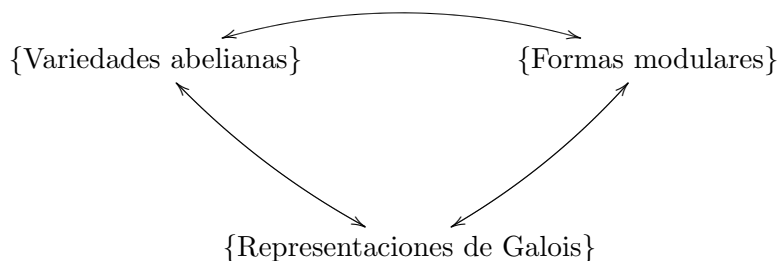 {Variedades abelianas} {Formas modulares}
{Representaciones de Galois}